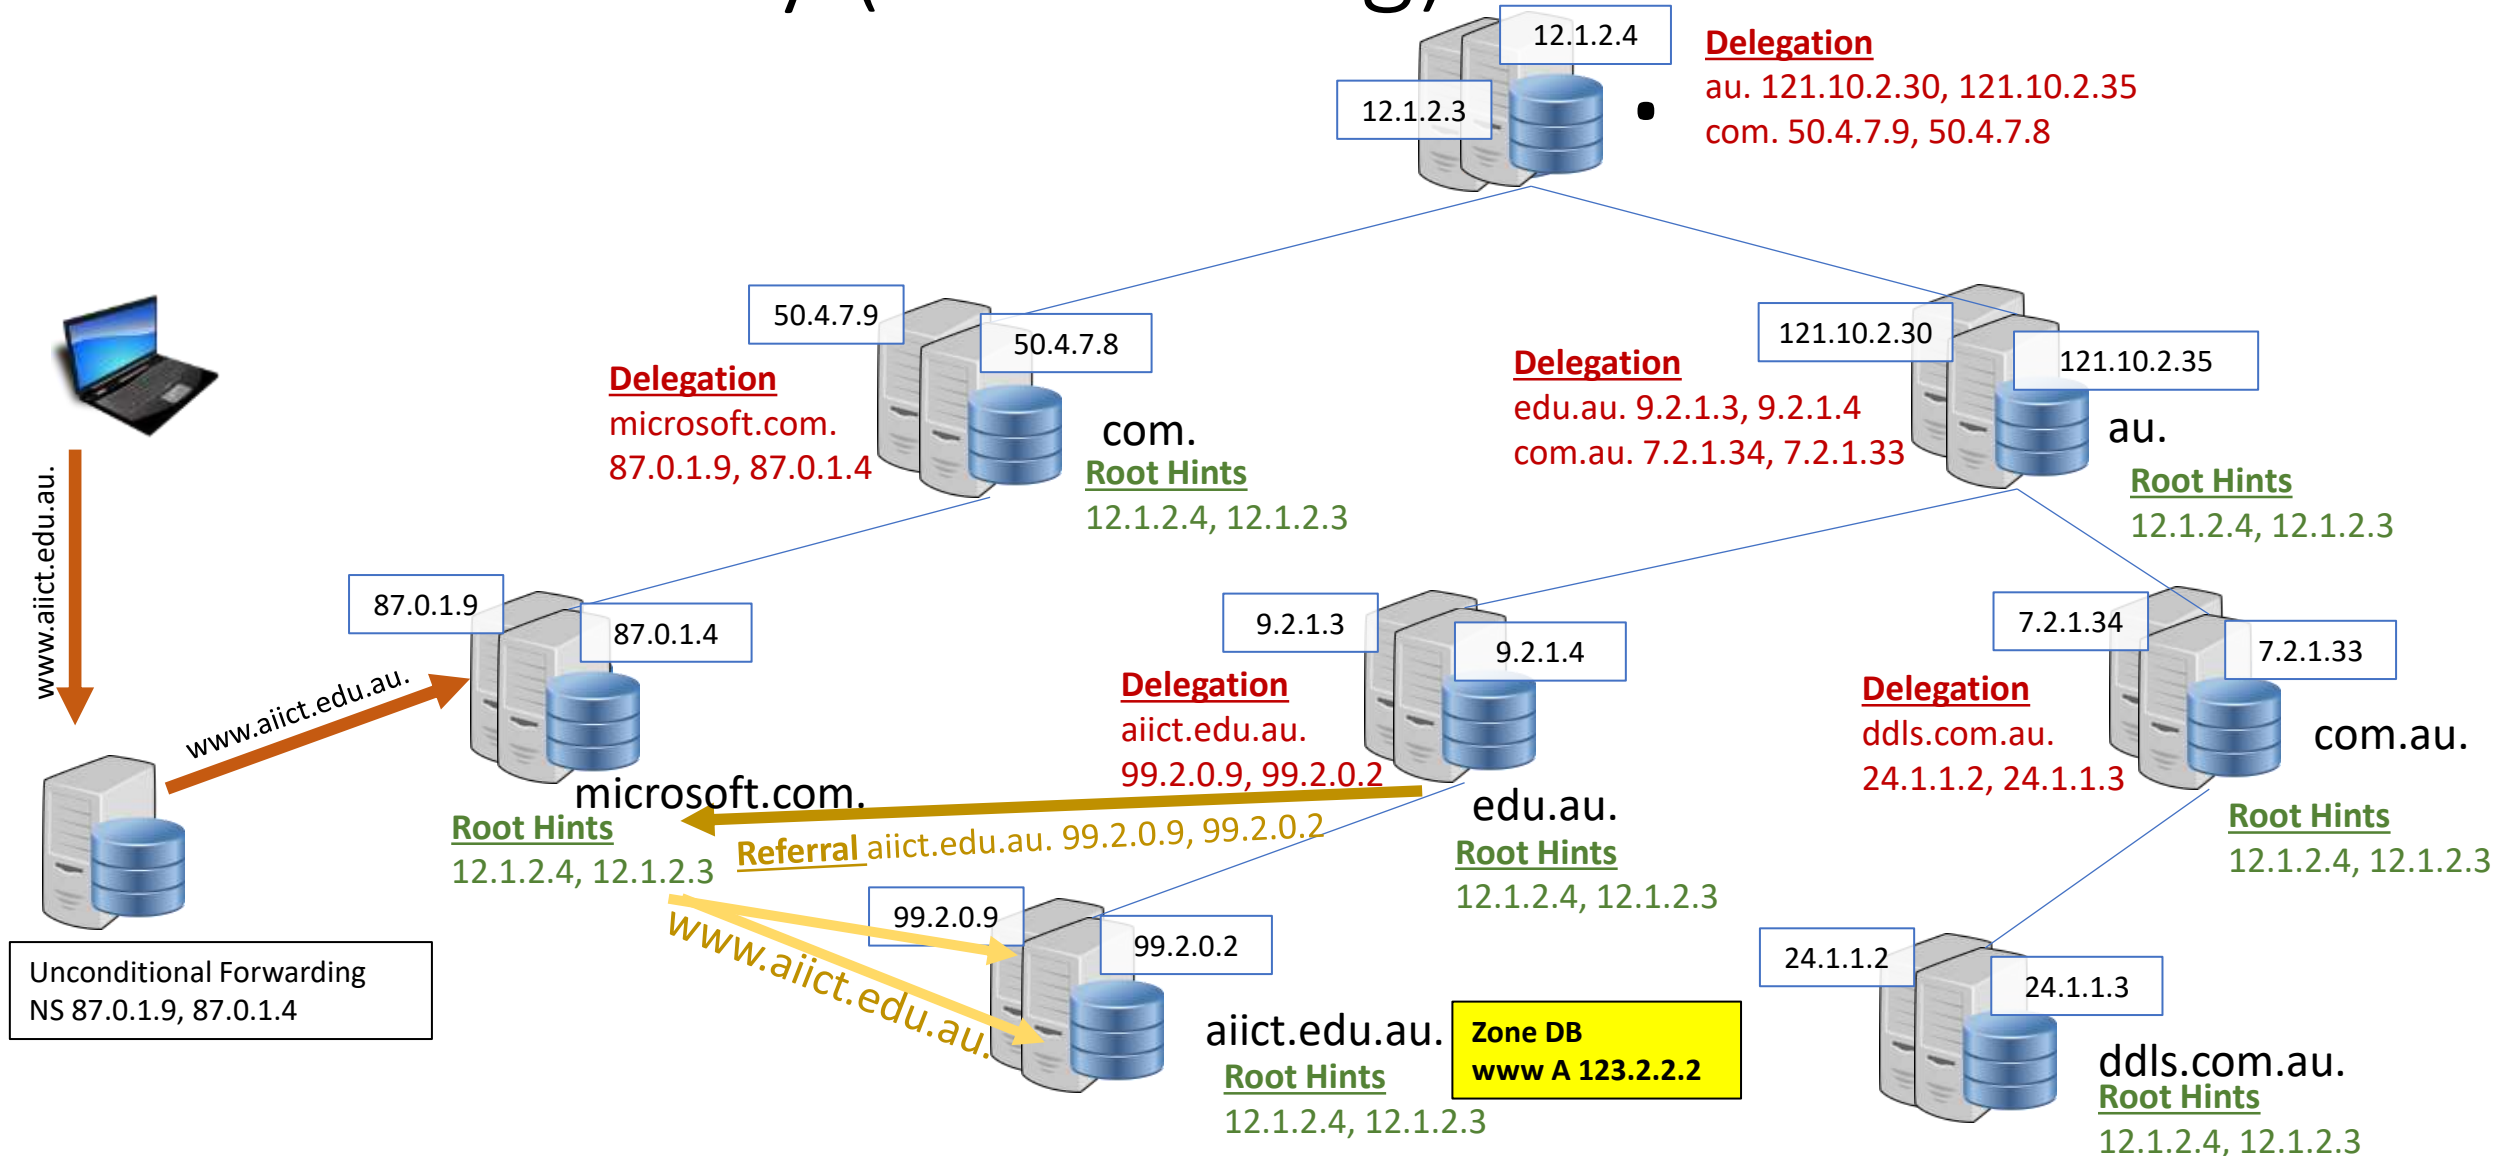 12.1.2.4
12.1.2.3
.
Delegation
au. 121.10.2.30, 121.10.2.35
com. 50.4.7.9, 50.4.7.8
50.4.7.9
50.4.7.8
Delegation
microsoft.com.
87.0.1.9, 87.0.1.4
com.
Root Hints
12.1.2.4, 12.1.2.3
121.10.2.30
121.10.2.35
Delegation
edu.au. 9.2.1.3, 9.2.1.4
com.au. 7.2.1.34, 7.2.1.33
au.
Root Hints
12.1.2.4, 12.1.2.3
www.aiict.edu.au.
www.aiict.edu.au.
87.0.1.9
87.0.1.4
microsoft.com.
Root Hints
12.1.2.4, 12.1.2.3
9.2.1.3
9.2.1.4
Delegation
aiict.edu.au.
99.2.0.9, 99.2.0.2
edu.au.
Root Hints
12.1.2.4, 12.1.2.3
7.2.1.34
7.2.1.33
Delegation
ddls.com.au.
24.1.1.2, 24.1.1.3
com.au.
Root Hints
12.1.2.4, 12.1.2.3
Referral aiict.edu.au. 99.2.0.9, 99.2.0.2
www.aiict.edu.au.
Unconditional Forwarding
NS 87.0.1.9, 87.0.1.4
99.2.0.9
99.2.0.2
aiict.edu.au.
Root Hints
12.1.2.4, 12.1.2.3
Zone DB
www A 123.2.2.2
24.1.1.2
24.1.1.3
ddls.com.au.
Root Hints
12.1.2.4, 12.1.2.3